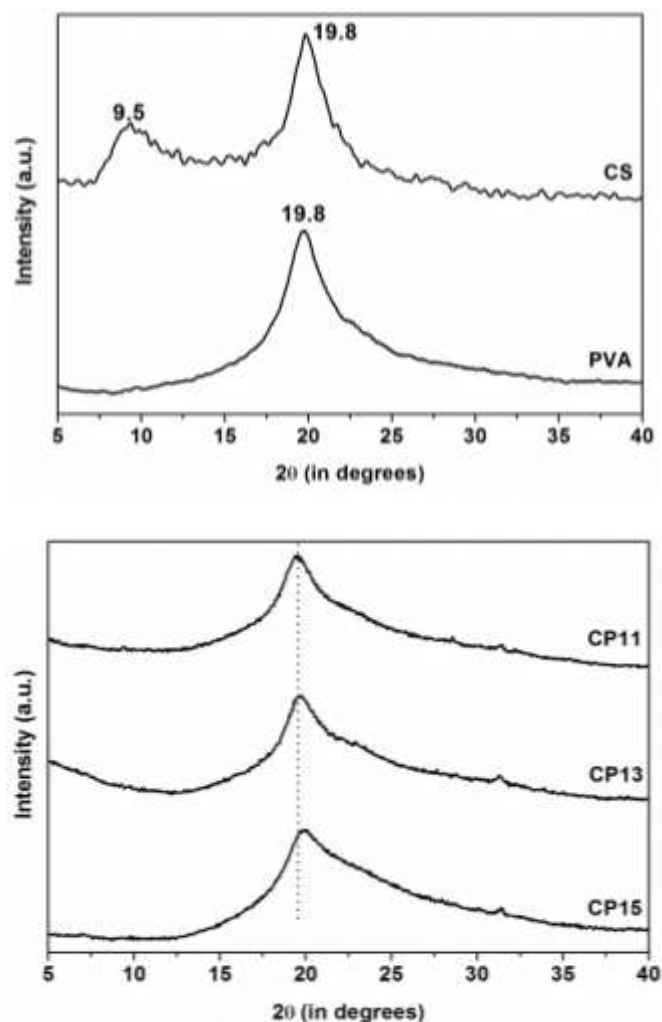 19.8
9.5
CS
19.8
PVA
Intensity (a.u.)
5 10 15 20 25 30 35 40
2θ (in degrees)
CP11
CP13
CP15
Intensity (a.u.)
5 10 15 20 25 30 35 40
2θ (in degrees)